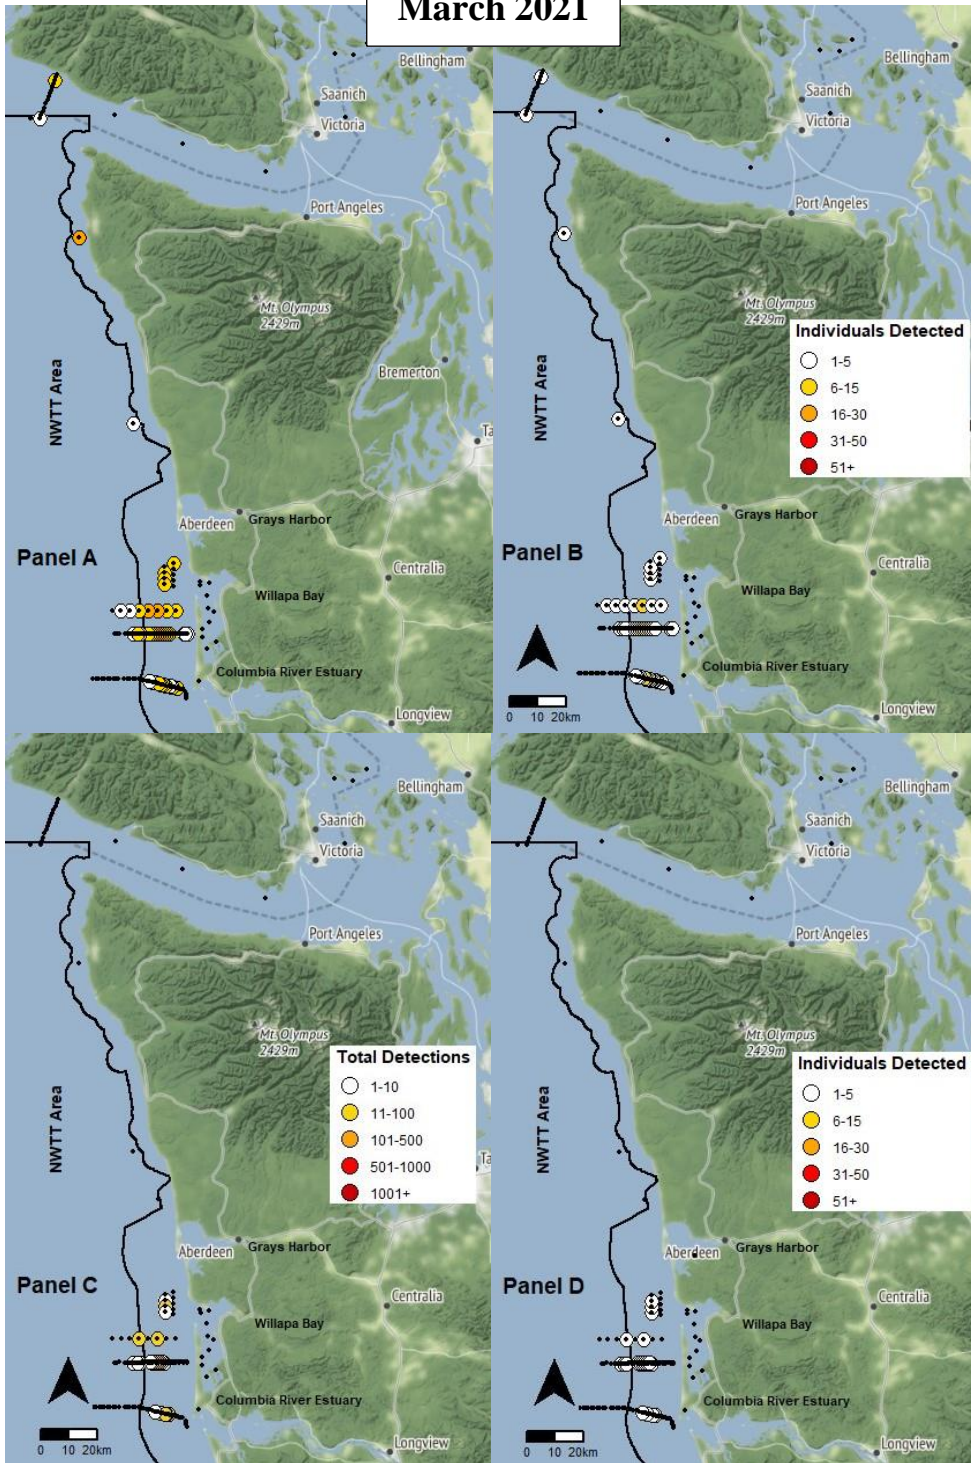 March 2021
Bellingham
Saanich
Victoria
Port Angeles
Mt. Olympus
2429m
NWTT Area
Bremerton
Ta
Aberdeen
Grays Harbor
Panel A
Centralia
Willapa Bay
Columbia River Estuary
Longview
Bellingham
Saanich
Victoria
Port Angeles
Mt. Olympus
2429m
Individuals Detected
1-5
6-15
16-30
31-50
51+
NWTT Area
Aberdeen
Grays Harbor
Panel B
Centralia
Willapa Bay
Columbia River Estuary
0 10 20km
Longview
Bellingham
Saanich
Victoria
Port Angeles
Mt. Olympus
2429m
Total Detections
1-10
11-100
101-500
501-1000
1001+
NWTT Area
Ta
Aberdeen
Grays Harbor
Panel C
Centralia
Willapa Bay
Columbia River Estuary
0 10 20km
Longview
Bellingham
Saanich
Victoria
Port Angeles
Mt. Olympus
2429m
Individuals Detected
1-5
6-15
16-30
31-50
51+
NWTT Area
Aberdeen
Grays Harbor
Panel D
Centralia
Willapa Bay
Columbia River Estuary
0 10 20km
Longview